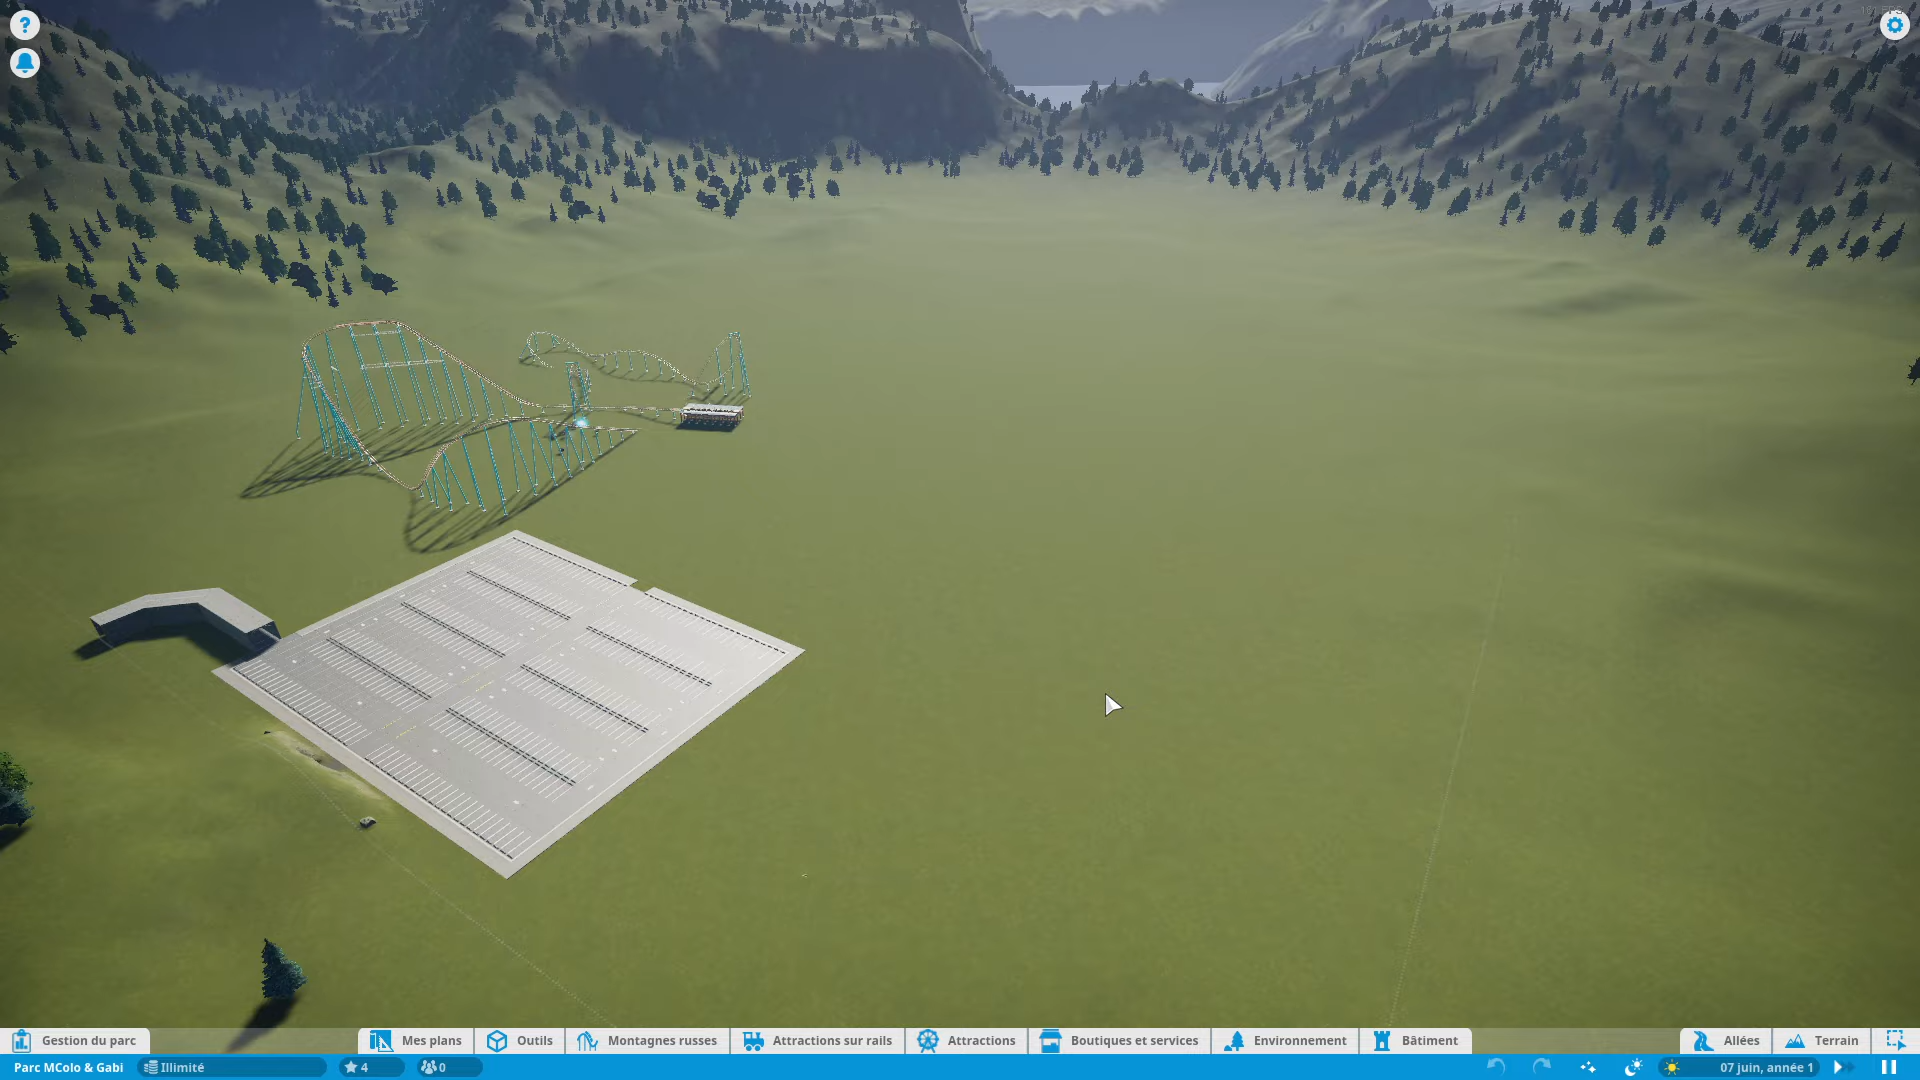 ?
Gestion du parc
Mes plans
Outils
Montagnes russes
Attractions sur rails
Attractions
Boutiques et services
Environnement
Bâtiment
Allées
Terrain
Parc MColo & Gabi
Illimité
4
0
07 juin, année 1